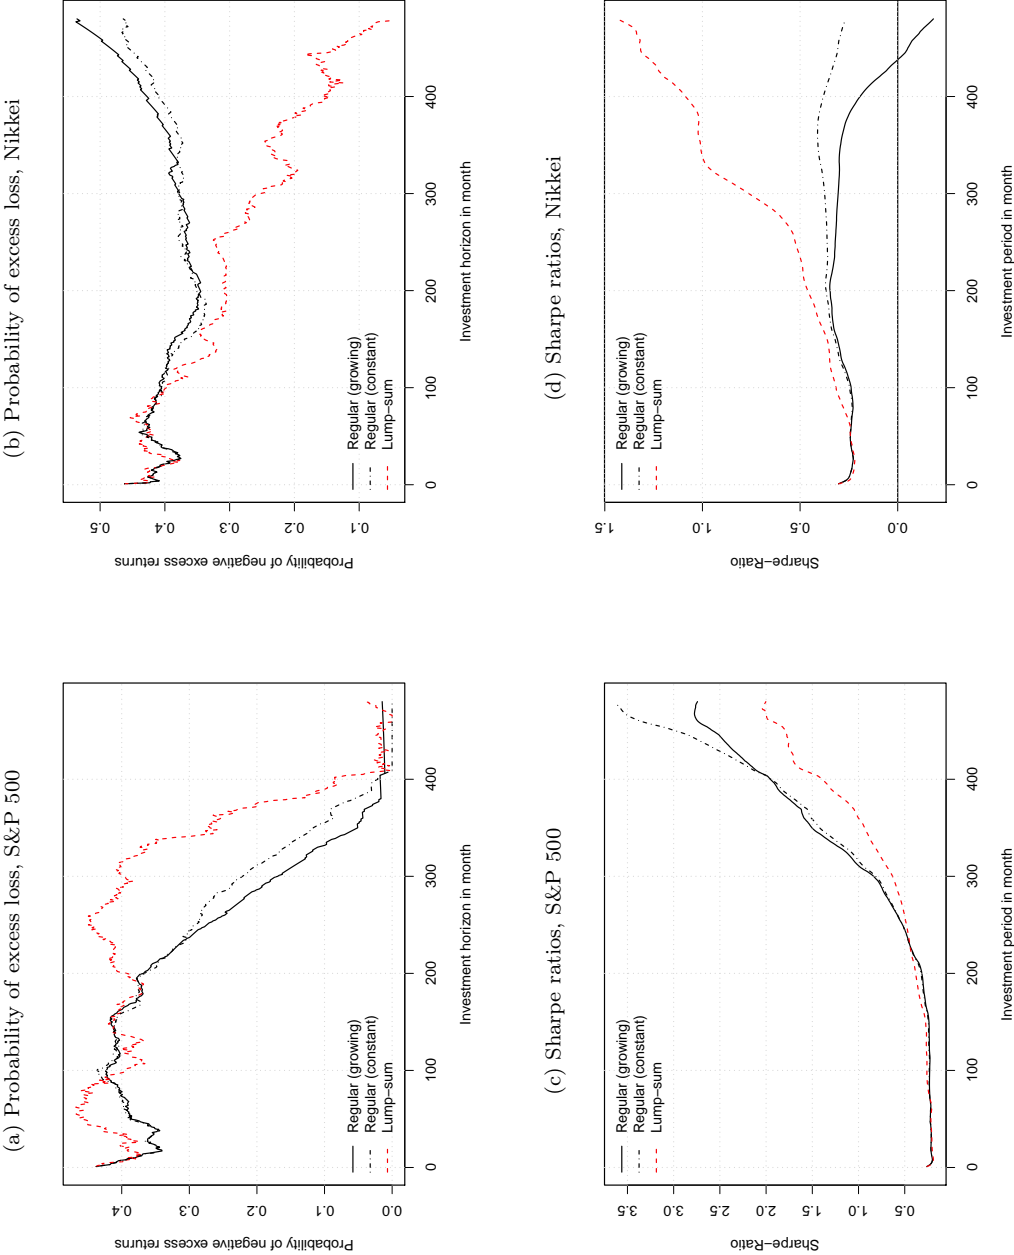 (a) Probability of excess loss, S&P 500
Probability of negative excess returns
0.0
0.1
0.2
0.3
0.4
Regular (growing)
Regular (constant)
Lump−sum
0
100
200
300
400
Investment horizon in month
(b) Probability of excess loss, Nikkei
Probability of negative excess returns
0.1
0.2
0.3
0.4
0.5
Regular (growing)
Regular (constant)
Lump−sum
0
100
200
300
400
Investment horizon in month
(c) Sharpe ratios, S&P 500
Sharpe−Ratio
0.5
1.0
1.5
2.0
2.5
3.0
3.5
Regular (growing)
Regular (constant)
Lump−sum
0
100
200
300
400
Investment period in month
(d) Sharpe ratios, Nikkei
Sharpe−Ratio
0.0
0.5
1.0
1.5
Regular (growing)
Regular (constant)
Lump−sum
0
100
200
300
400
Investment period in month